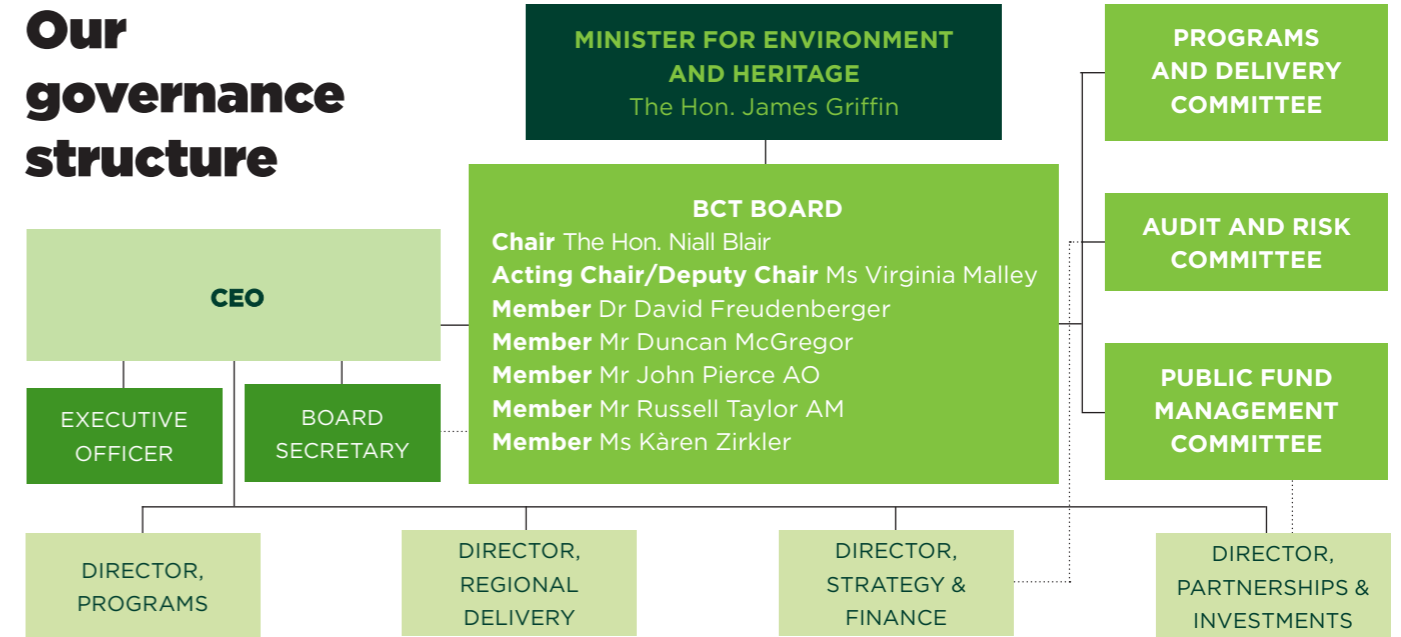 Our
governance
structure
MINISTER FOR ENVIRONMENT
AND HERITAGE
The Hon. James Griffin
PROGRAMS
AND DELIVERY
COMMITTEE
BCT BOARD
Chair The Hon. Niall Blair
Acting Chair/Deputy Chair Ms Virginia Malley
Member Dr David Freudenberger
Member Mr Duncan McGregor
Member Mr John Pierce AO
Member Mr Russell Taylor AM
Member Ms Kàren Zirkler
AUDIT AND RISK
COMMITTEE
CEO
PUBLIC FUND
MANAGEMENT
COMMITTEE
EXECUTIVE
OFFICER
BOARD
SECRETARY
DIRECTOR,
PROGRAMS
DIRECTOR,
REGIONAL
DELIVERY
DIRECTOR,
STRATEGY &
FINANCE
DIRECTOR,
PARTNERSHIPS &
INVESTMENTS